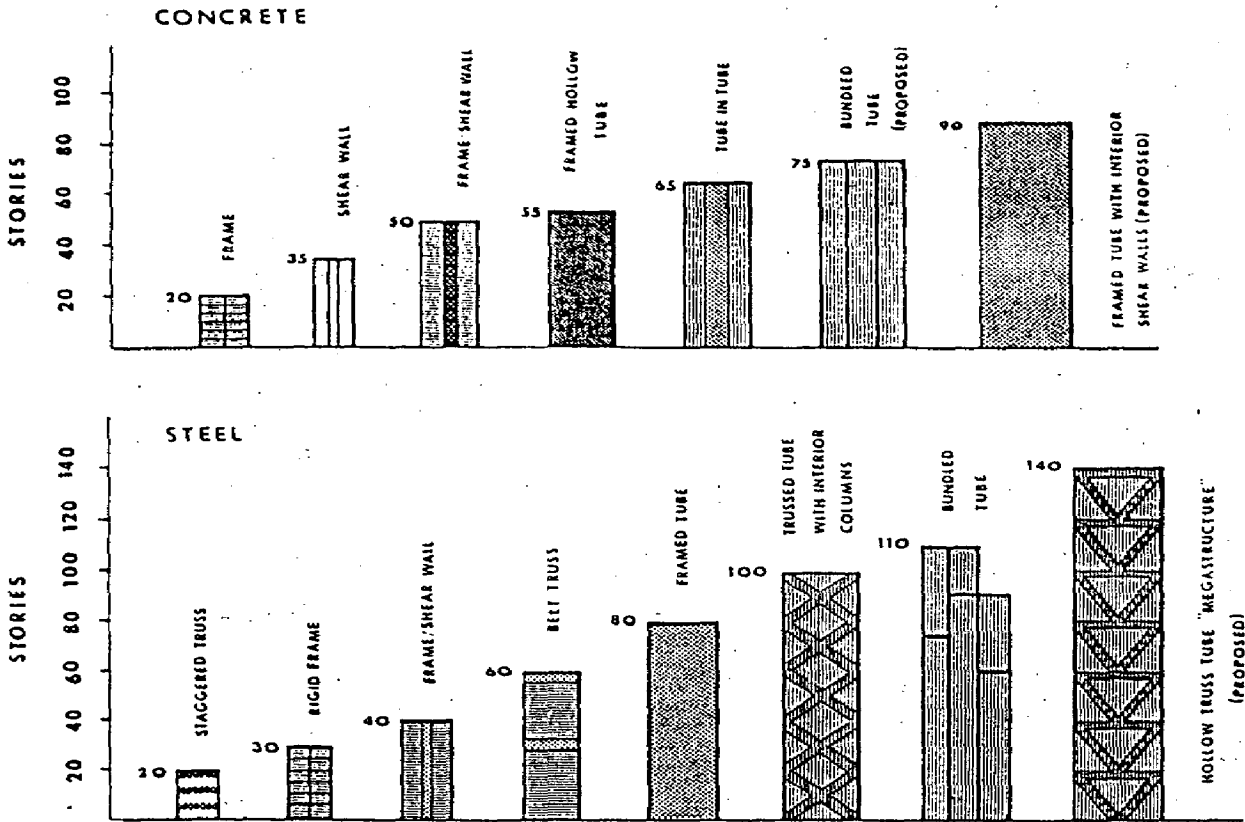 CONCRETE
STORIES
100
80
60
40
20
20
FRAME
35
SHEAR WALL
50
FRAME-SHEAR WALL
55
FRAMED HOLLOW
TUBE
65
TUBE IN TUBE
75
BUNDLED
TUBE
(PROPOSED)
90
FRAMED TUBE WITH INTERIOR
SHEAR WALLS (PROPOSED)
STEEL
STORIES
140
120
100
80
60
40
20
20
STAGGERED TRUSS
30
RIGID FRAME
40
FRAME/SHEAR WALL
60
BELT TRUSS
80
FRAMED TUBE
100
TRUSSED TUBE
WITH INTERIOR
COLUMNS
110
BUNDLED
TUBE
140
HOLLOW TRUSS TUBE "MEGASTRUCTURE"
(PROPOSED)